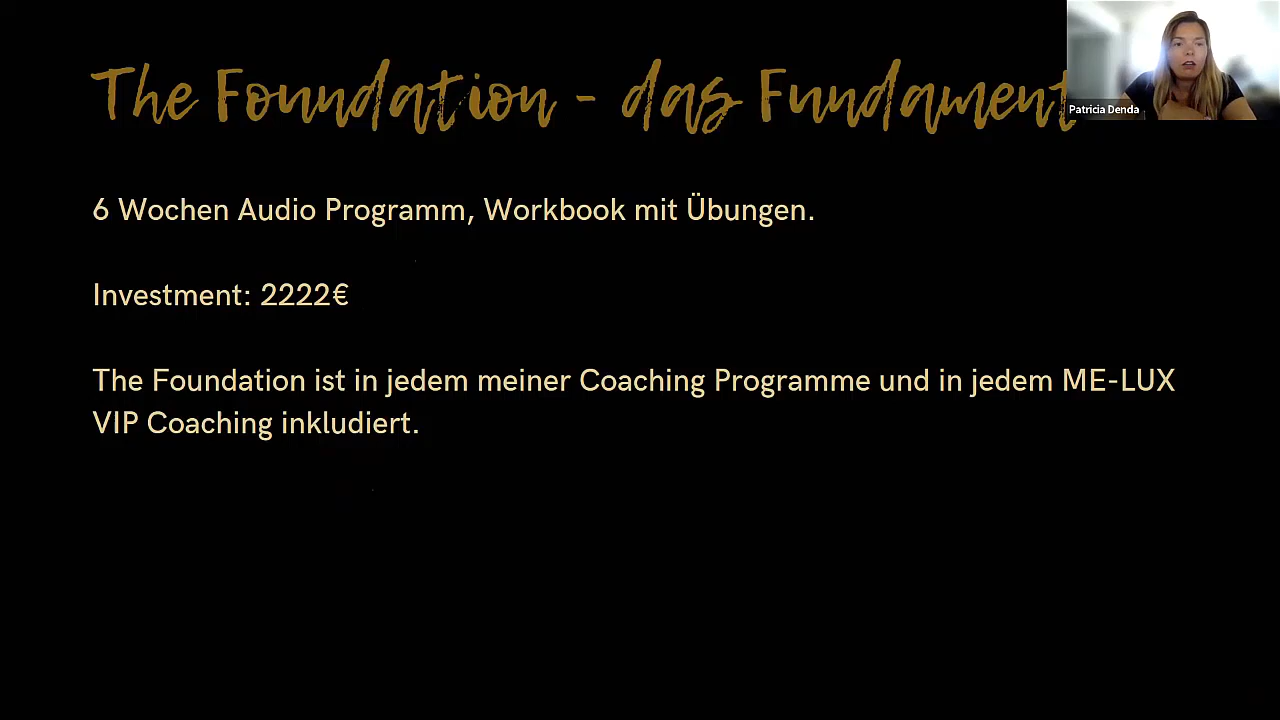 The Foundation - das Fundament
Patricia Denda
6 Wochen Audio Programm, Workbook mit Übungen.
Investment: 2222€
The Foundation ist in jedem meiner Coaching Programme und in jedem ME-LUX
VIP Coaching inkludiert.